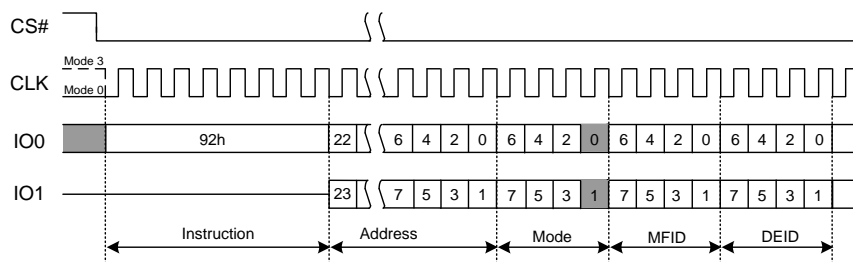 CS#
Mode 3
CLK
Mode 0
IO0 92h 22 6 4 2 0 6 4 2 0 6 4 2 0 6 4 2 0
IO1 23 7 5 3 1 7 5 3 1 7 5 3 1 7 5 3 1
Instruction Address Mode MFID DEID